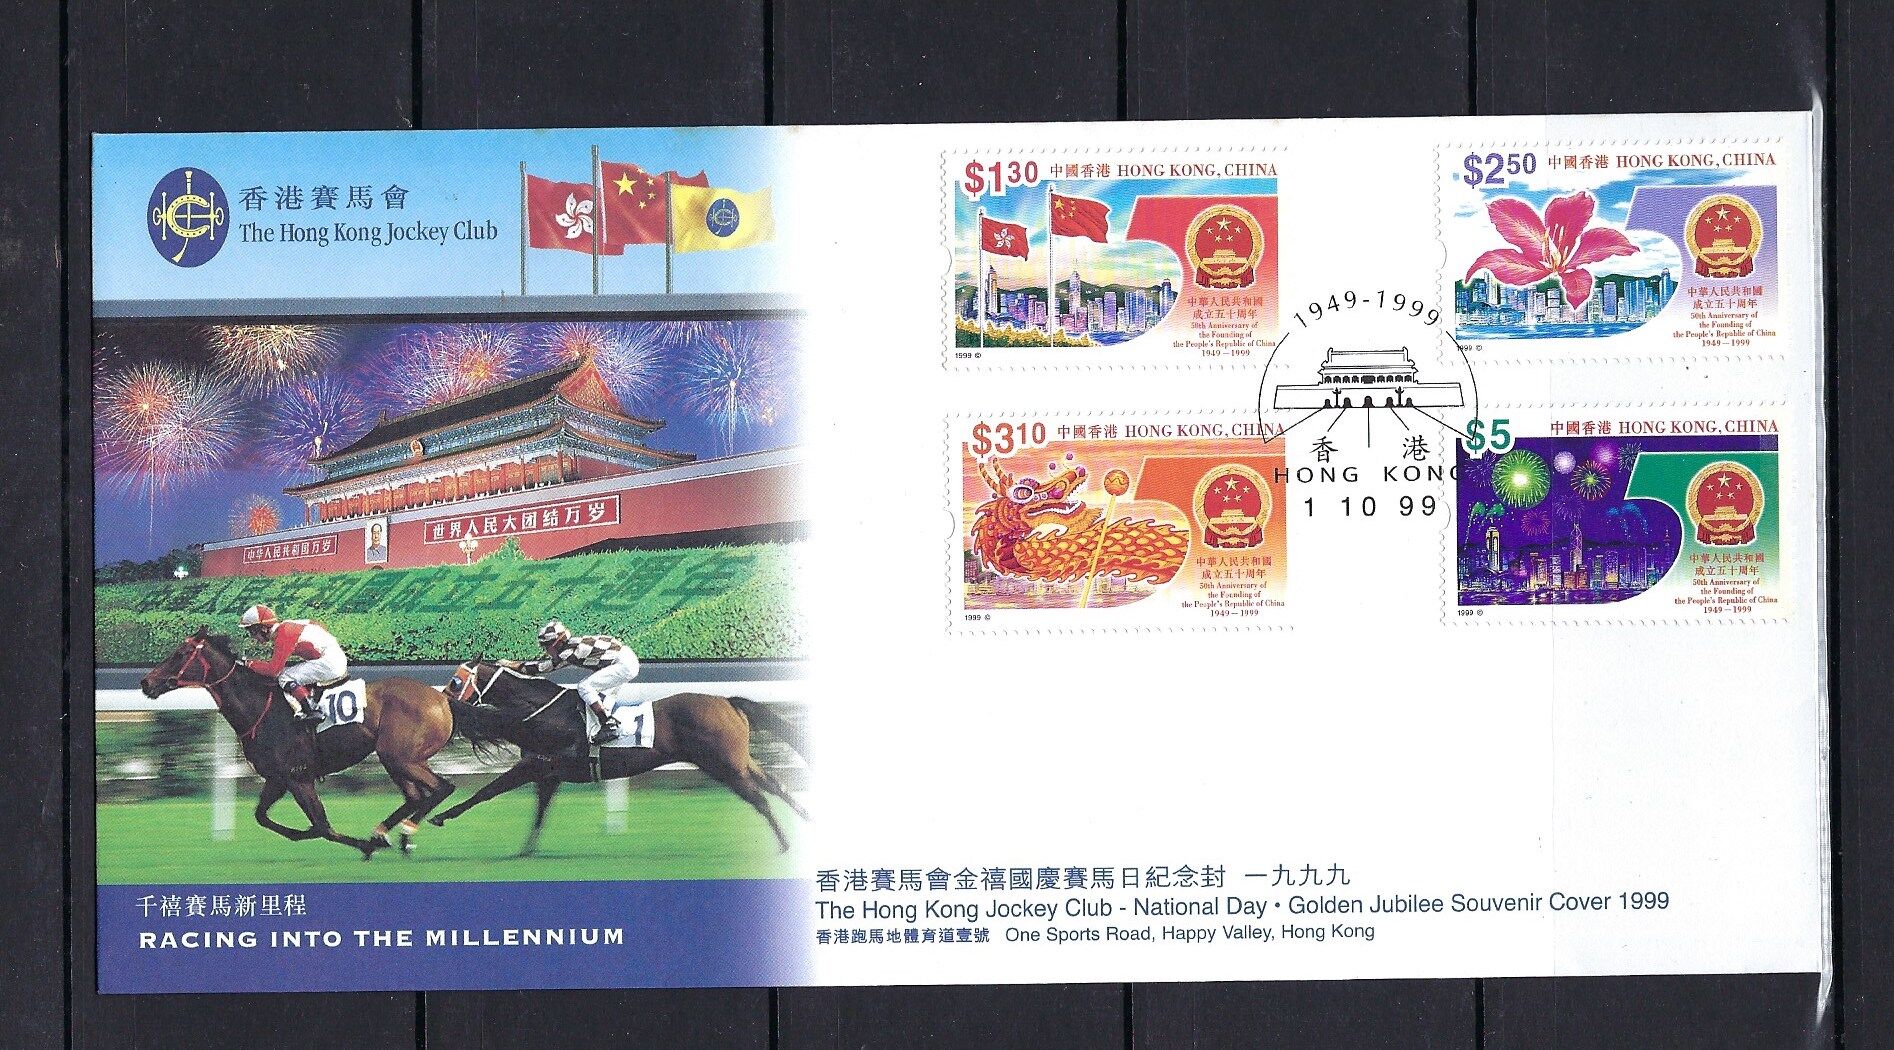 香港賽馬會
The Hong Kong Jockey Club
中华人民共和国万岁
世界人民大团结万岁
10
1
千禧賽馬新里程
RACING INTO THE MILLENNIUM
$130
中國香港 HONG KONG, CHINA
中華人民共和國
成立五十周年
50th Anniversary of
the Founding of
the People's Republic of China
1949 – 1999
1999 ©
$250
中國香港 HONG KONG, CHINA
中華人民共和國
成立五十周年
50th Anniversary of
the Founding of
the People's Republic of China
1949 – 1999
1999 ©
$310
中國香港 HONG KONG, CHINA
中華人民共和國
成立五十周年
50th Anniversary of
the Founding of
the People's Republic of China
1949 – 1999
1999 ©
$5
中國香港 HONG KONG, CHINA
中華人民共和國
成立五十周年
50th Anniversary of
the Founding of
the People's Republic of China
1949 – 1999
1999 ©
1949-1999
香 港
HONG KONG
1 10 99
香港賽馬會金禧國慶賽馬日紀念封 一九九九
The Hong Kong Jockey Club - National Day • Golden Jubilee Souvenir Cover 1999
香港跑馬地體育道壹號 One Sports Road, Happy Valley, Hong Kong